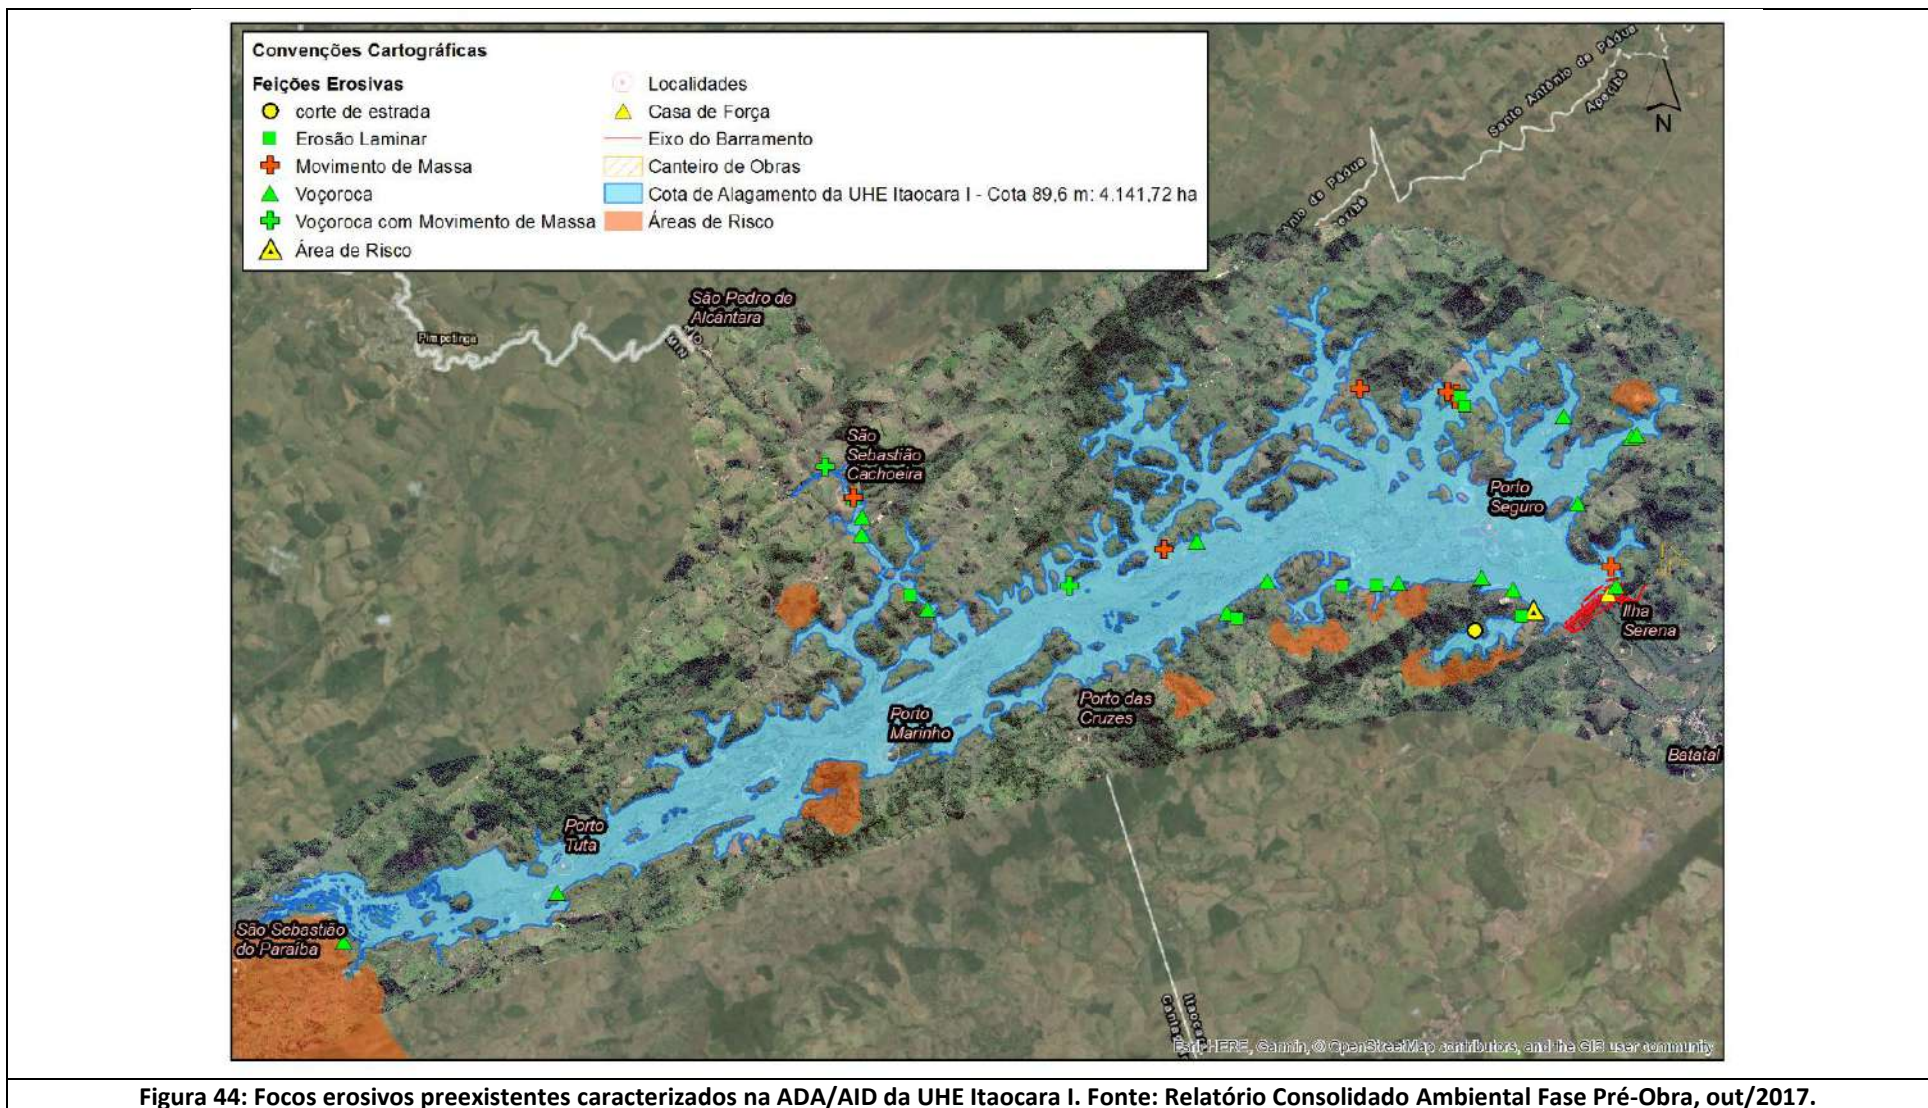 Convenções Cartográficas
Feições Erosivas
corte de estrada
Erosão Laminar
Movimento de Massa
Voçoroca
Voçoroca com Movimento de Massa
Área de Risco
Localidades
Casa de Força
Eixo do Barramento
Canteiro de Obras
Cota de Alagamento da UHE Itaocara I - Cota 89,6 m: 4.141,72 ha
Áreas de Risco
Santo Antônio de Pádua
Aperibé
N
São Pedro de
Alcântara
Pirapetinga
São
Sebastião
Cachoeira
Porto
Seguro
Ilha
Serena
Porto das
Cruzes
Porto
Marinho
Batatal
Porto
Tuta
São Sebastião
do Paraíba
Itaocara
Esri, HERE, Garmin, © OpenStreetMap contributors, and the GIS user community
Figura 44: Focos erosivos preexistentes caracterizados na ADA/AID da UHE Itaocara I. Fonte: Relatório Consolidado Ambiental Fase Pré-Obra, out/2017.